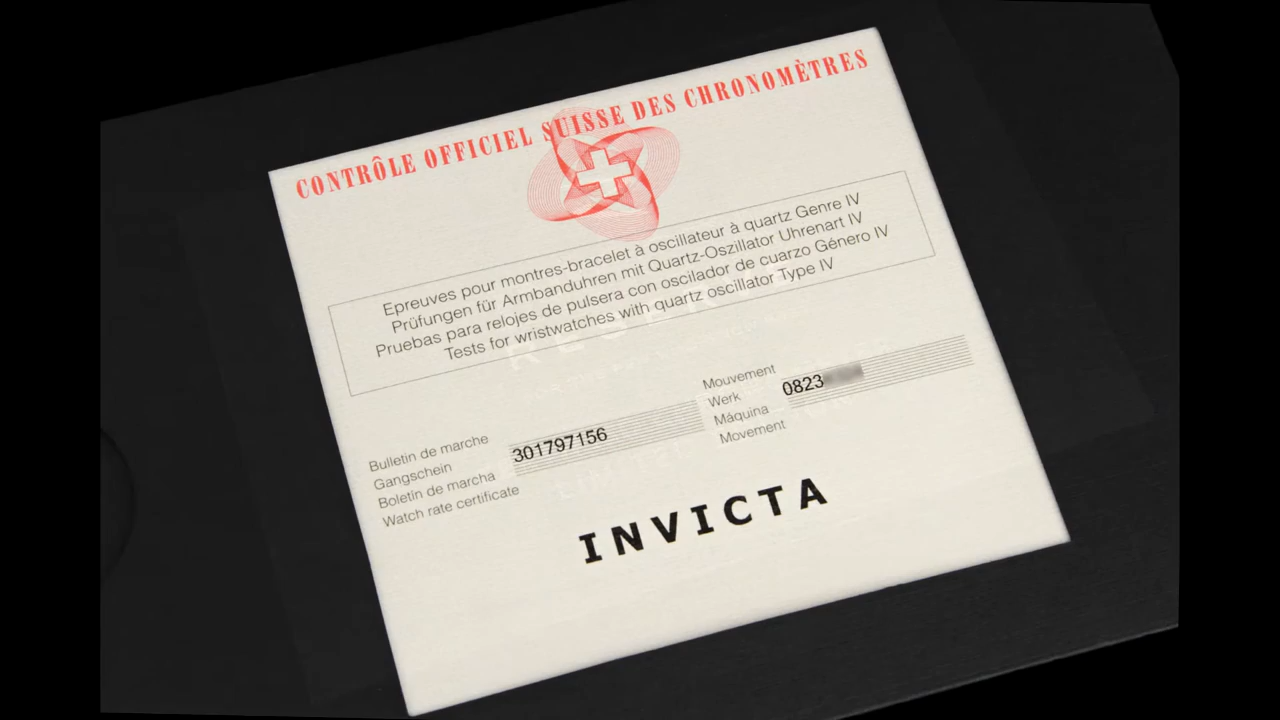 CONTRÔLE OFFICIEL SUISSE DES CHRONOMÈTRES
Epreuves pour montres-bracelet à oscillateur à quartz Genre IV
Prüfungen für Armbanduhren mit Quartz-Oszillator Uhrenart IV
Pruebas para relojes de pulsera con oscilador de cuarzo Género IV
Tests for wristwatches with quartz oscillator Type IV
Bulletin de marche
Gangschein
Boletin de marcha
Watch rate certificate
301797156
Mouvement
Werk
Máquina
Movement
0823
INVICTA